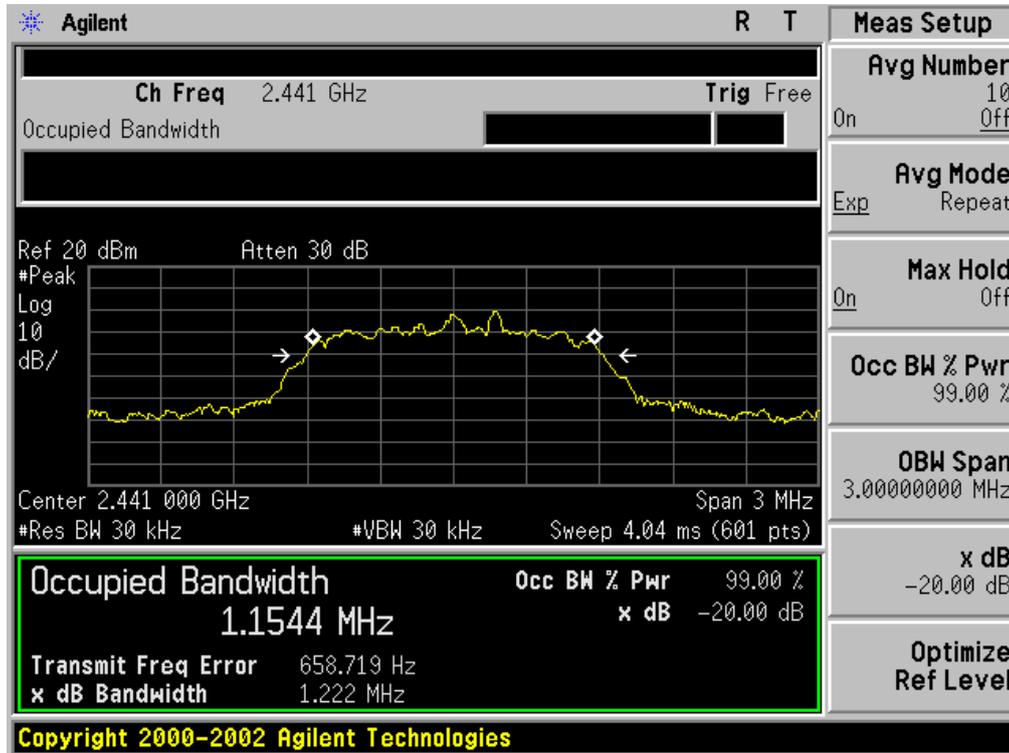 Agilent R T
Ch Freq 2.441 GHz Trig Free
Occupied Bandwidth
Ref 20 dBm Atten 30 dB
#Peak
Log
10
dB/
Center 2.441 000 GHz Span 3 MHz
#Res BW 30 kHz #VBW 30 kHz Sweep 4.04 ms (601 pts)
Occupied Bandwidth
1.1544 MHz
Occ BW % Pwr 99.00 %
x dB -20.00 dB
Transmit Freq Error 658.719 Hz
x dB Bandwidth 1.222 MHz
Copyright 2000-2002 Agilent Technologies
Meas Setup
Avg Number
10
On Off
Avg Mode
Exp Repeat
Max Hold
On Off
Occ BW % Pwr
99.00 %
OBW Span
3.00000000 MHz
x dB
-20.00 dB
Optimize
Ref Level